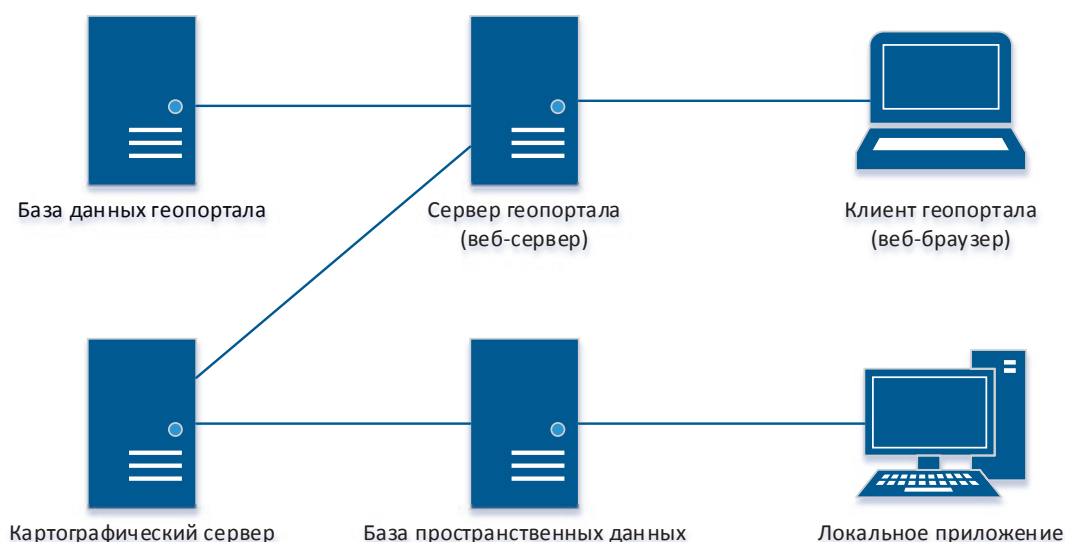 База данных геопортала
Сервер геопортала
(веб-сервер)
Клиент геопортала
(веб-браузер)
Картографический сервер
База пространственных данных
Локальное приложение